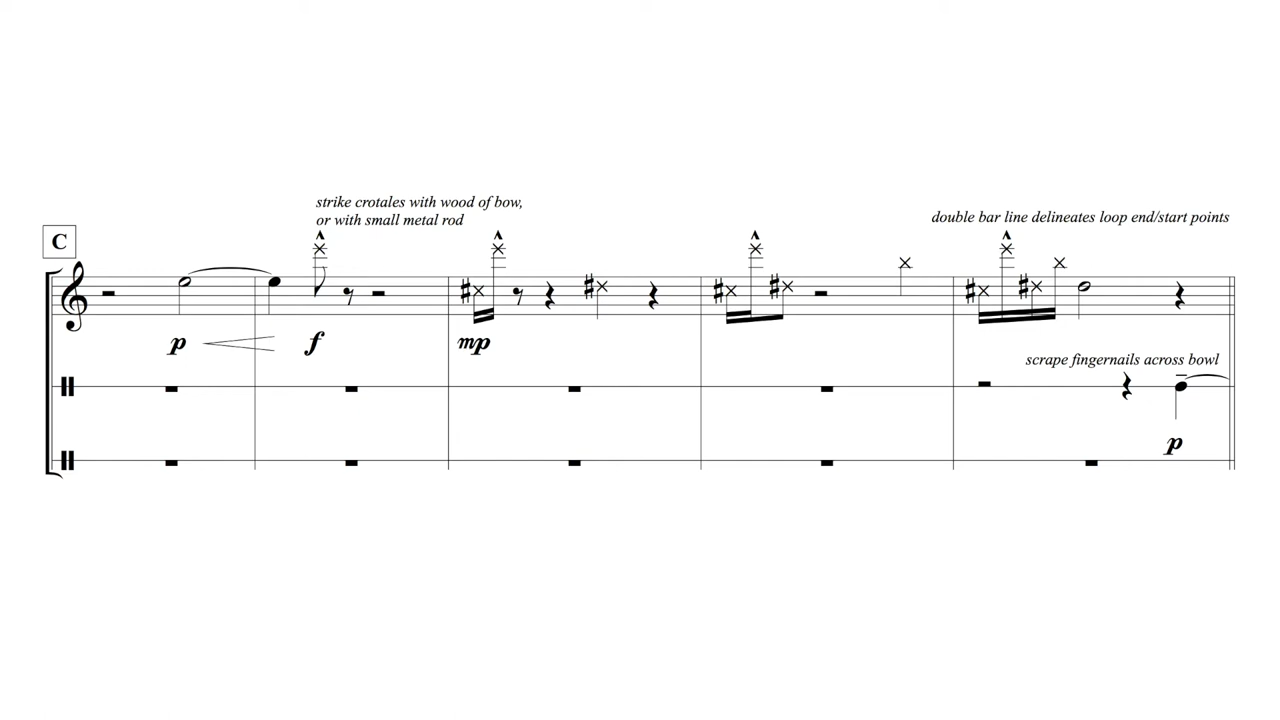 strike crotales with wood of bow,
or with small metal rod
double bar line delineates loop end/start points
C
p
f
mp
scrape fingernails across bowl
p